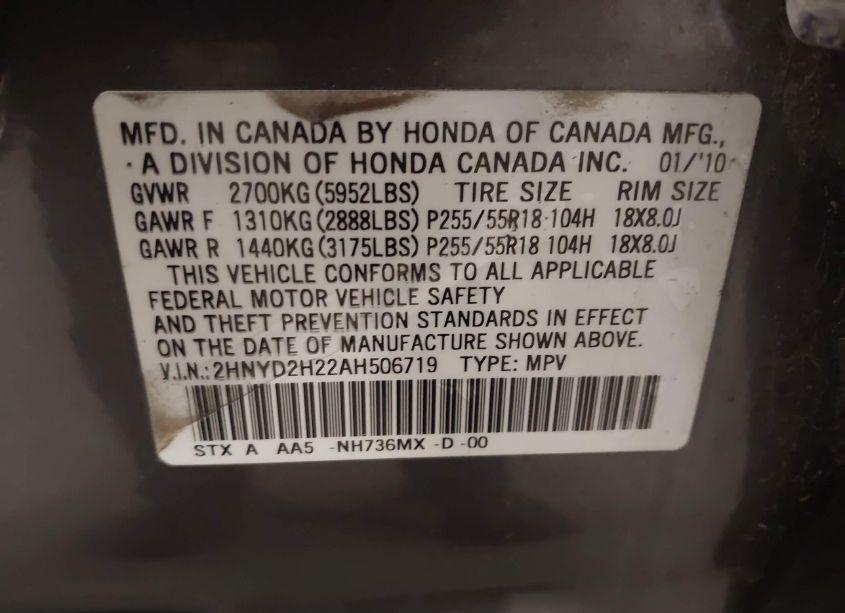 MFD. IN CANADA BY HONDA OF CANADA MFG.,
A DIVISION OF HONDA CANADA INC. 01/'10
GVWR 2700KG (5952LBS) TIRE SIZE RIM SIZE
GAWR F 1310KG (2888LBS) P255/55R18 104H 18X8.0J
GAWR R 1440KG (3175LBS) P255/55R18 104H 18X8.0J
THIS VEHICLE CONFORMS TO ALL APPLICABLE
FEDERAL MOTOR VEHICLE SAFETY
AND THEFT PREVENTION STANDARDS IN EFFECT
ON THE DATE OF MANUFACTURE SHOWN ABOVE.
V.I.N.: 2HNYD2H22AH506719 TYPE: MPV
STX A AA5 -NH736MX -D -00